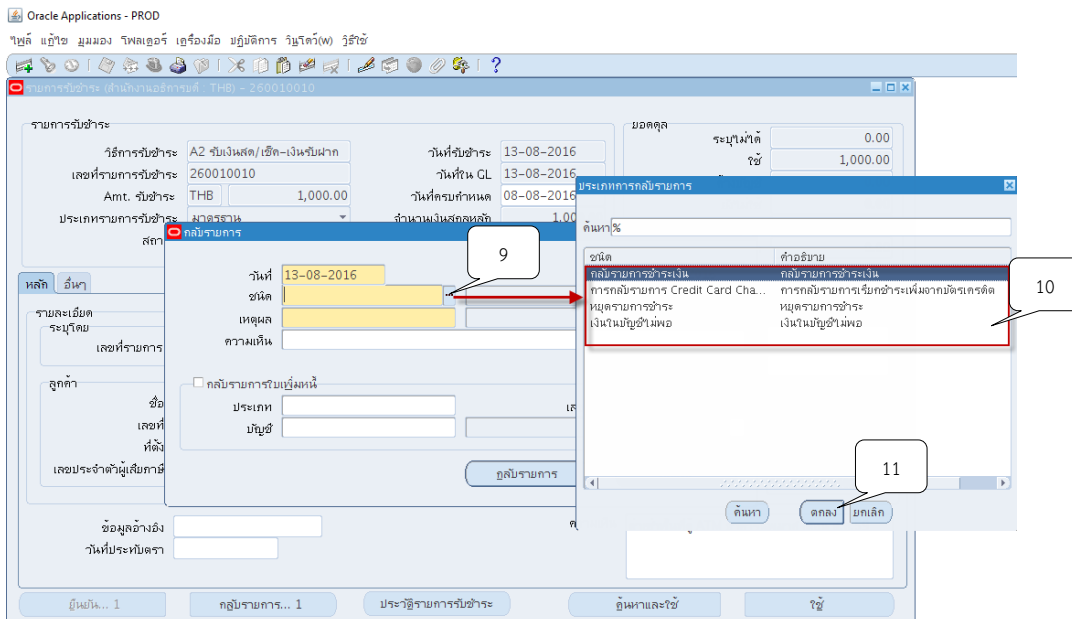 Oracle Applications - PROD
ไฟล์ แก้ไข มุมมอง โฟลเดอร์ เครื่องมือ ปฏิบัติการ วินโดว์(W) วิธีใช้
รายการรับชำระ (สำนักงานอธิการบดี : THB) - 260010010
รายการรับชำระ
วิธีการรับชำระ A2 รับเงินสด/เช็ค-เงินรับฝาก
เลขที่รายการรับชำระ 260010010
Amt. รับชำระ THB 1,000.00
ประเภทรายการรับชำระ มาตรฐาน
วันที่รับชำระ 13-08-2016
วันที่ใน GL 13-08-2016
วันที่ครบกำหนด 08-08-2016
จำนวนเงินสกุลหลัก 1,00
ยอดดุล
ระบุไม่ได้ 0.00
ใช้ 1,000.00
หลัก อื่นๆ
รายละเอียด
ระบุโดย
เลขที่รายการ
ลูกค้า
ชื่อ
เลขที่
ที่ตั้ง
เลขประจำตัวผู้เสียภาษี
ข้อมูลอ้างอิง
วันที่ประทับตรา
กลับรายการ
วันที่ 13-08-2016
ชนิด
เหตุผล
ความเห็น
กลับรายการใบเพิ่มหนี้
ประเภท
บัญชี
กลับรายการ
9
ประเภทการกลับรายการ
ค้นหา %
ชนิด คำอธิบาย
กลับรายการชำระเงิน กลับรายการชำระเงิน
การกลับรายการ Credit Card Cha... การกลับรายการเรียกชำระเพิ่มจากบัตรเครดิต
หยุดรายการชำระ หยุดรายการชำระ
เงินในบัญชีไม่พอ เงินในบัญชีไม่พอ
10
11
ค้นหา ตกลง ยกเลิก
ยืนยัน... 1 กลับรายการ... 1 ประวัติรายการรับชำระ ค้นหาและใช้ ใช้